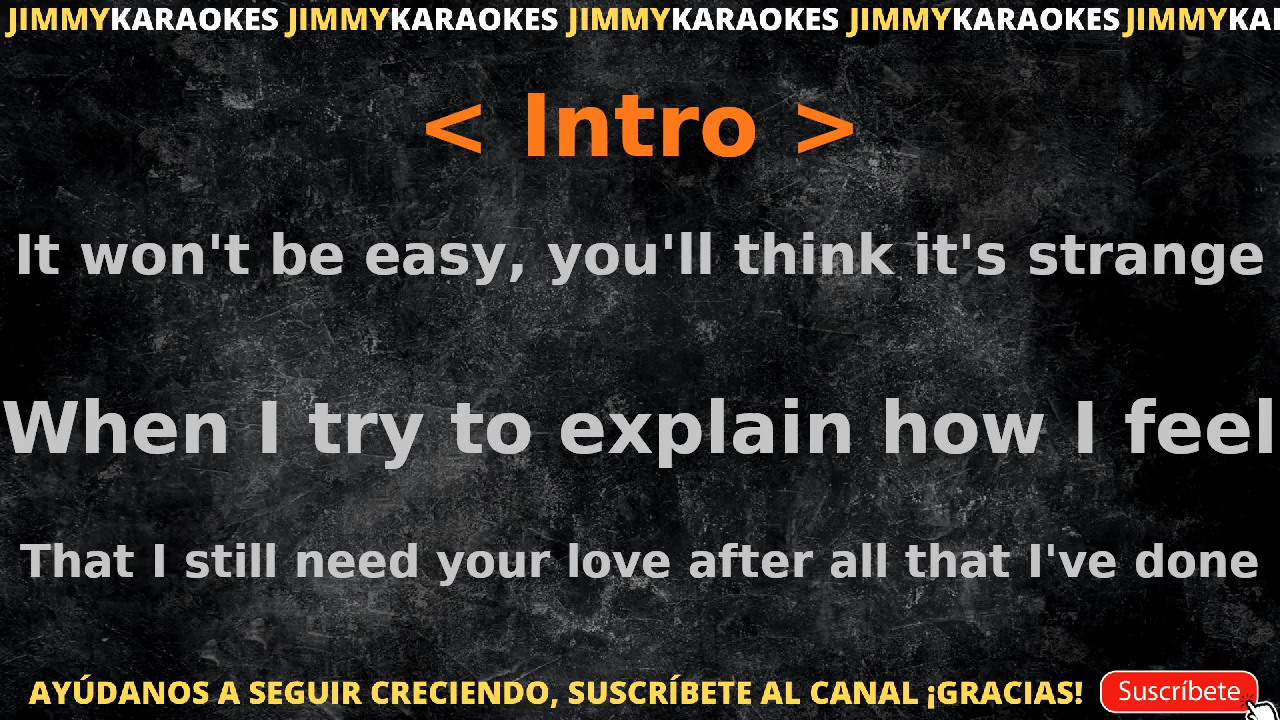 JIMMYKARAOKES JIMMYKARAOKES JIMMYKARAOKES JIMMYKARAOKES JIMMYKA
< Intro >
It won't be easy, you'll think it's strange
When I try to explain how I feel
That I still need your love after all that I've done
AYÚDANOS A SEGUIR CRECIENDO, SUSCRÍBETE AL CANAL ¡GRACIAS! Suscríbete